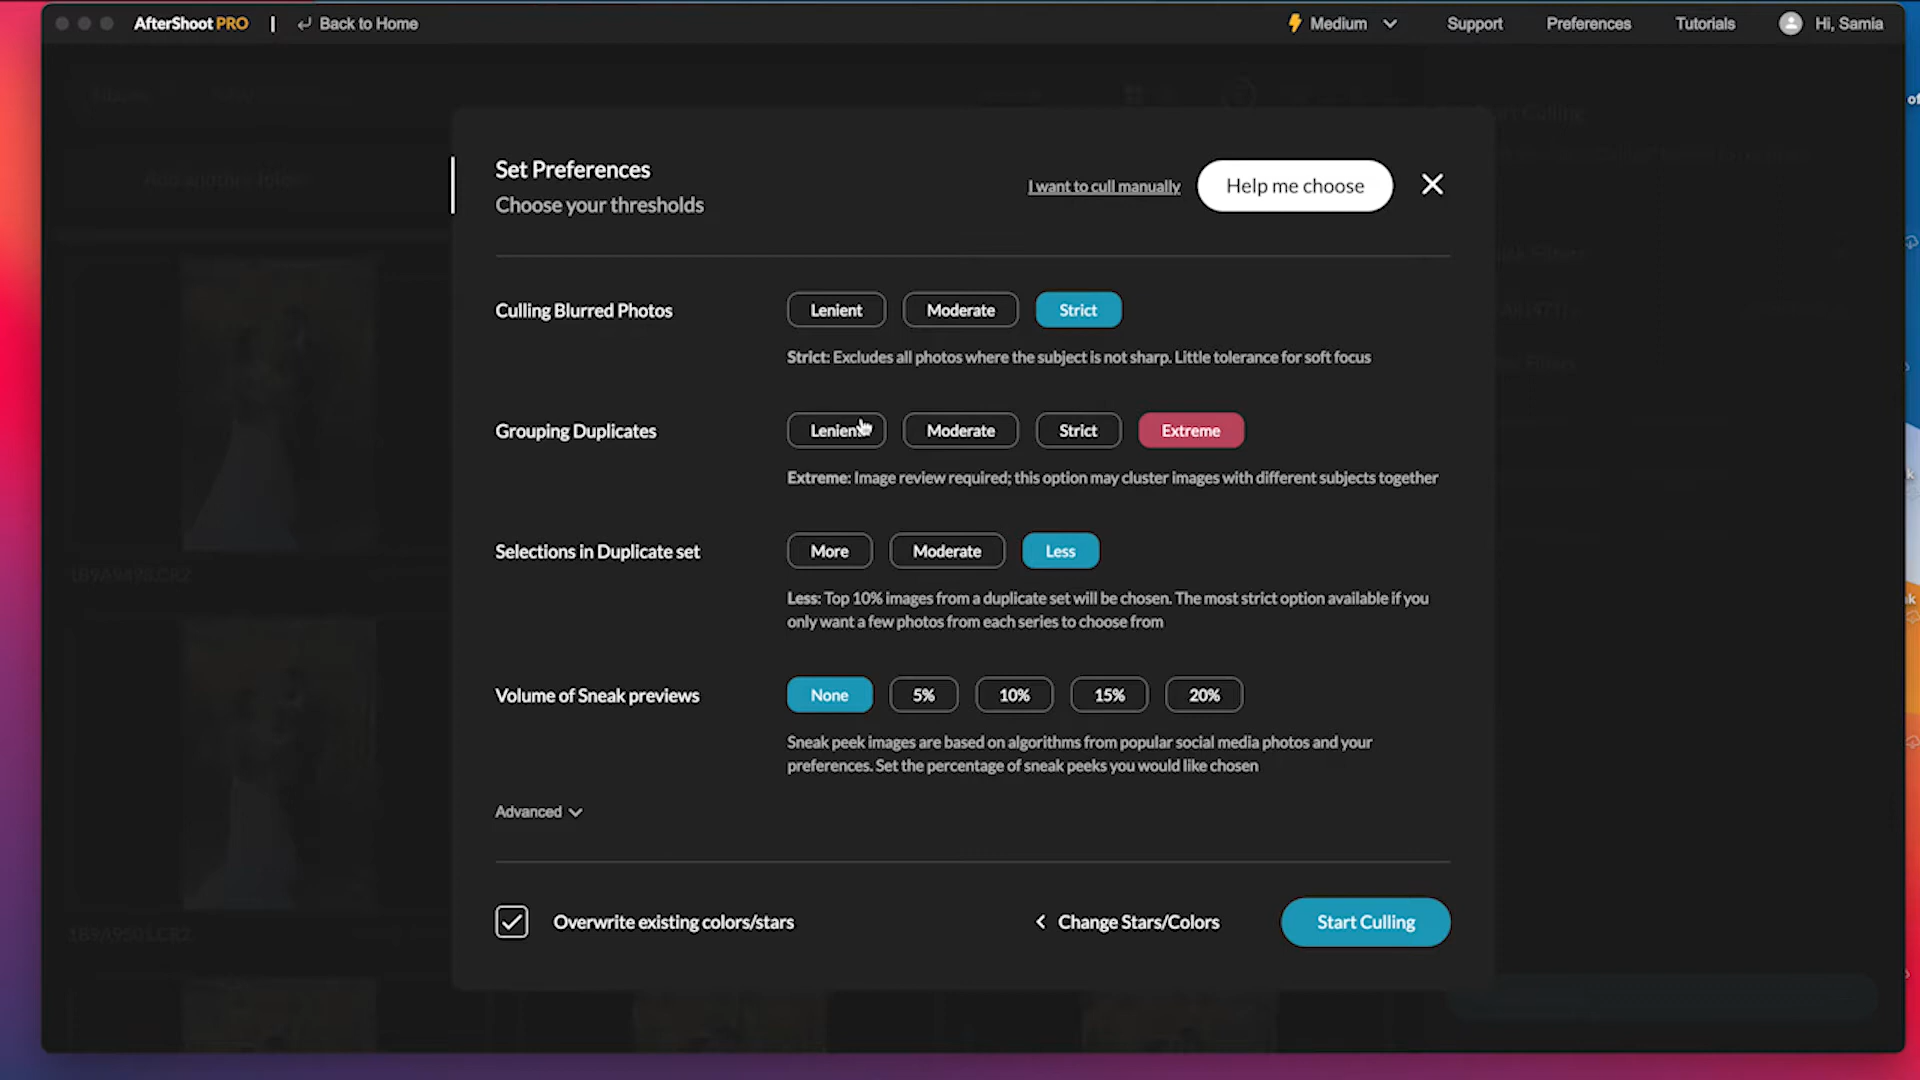 AfterShoot PRO | Back to Home Medium Support Preferences Tutorials Hi, Samia
Set Preferences
Choose your thresholds
I want to cull manually
Help me choose
Culling Blurred Photos Lenient Moderate Strict
Strict: Excludes all photos where the subject is not sharp. Little tolerance for soft focus
Grouping Duplicates Lenient Moderate Strict Extreme
Extreme: Image review required; this option may cluster images with different subjects together
Selections in Duplicate set More Moderate Less
Less: Top 10% images from a duplicate set will be chosen. The most strict option available if you
only want a few photos from each series to choose from
Volume of Sneak previews None 5% 10% 15% 20%
Sneak peek images are based on algorithms from popular social media photos and your
preferences. Set the percentage of sneak peeks you would like chosen
Advanced
Overwrite existing colors/stars Change Stars/Colors Start Culling
Add another folder
1B9A9498.CR2
1B9A9501.CR2